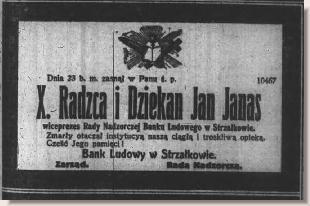 Dnia 23 b. m. zasnął w Panu ś. p. 10467
X. Radzca i Dziekan Jan Janas
wiceprezes Rady Nadzorczej Banku Ludowego w Strzałkowie.
Zmarły otaczał instytucyą naszą ciągłą i troskliwą opieką.
Cześć Jego pamięci!
Bank Ludowy w Strzałkowie.
Zarząd. Rada Nadzorcza.